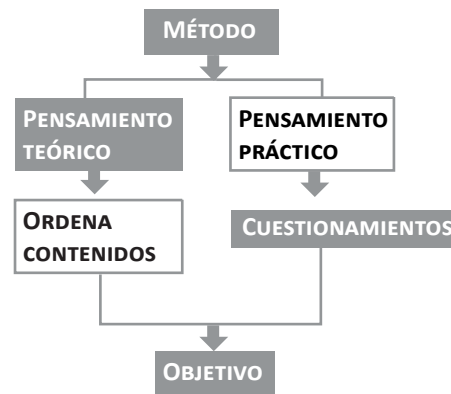 MÉTODO
PENSAMIENTO
TEÓRICO
PENSAMIENTO
PRÁCTICO
ORDENA
CONTENIDOS
CUESTIONAMIENTOS
OBJETIVO